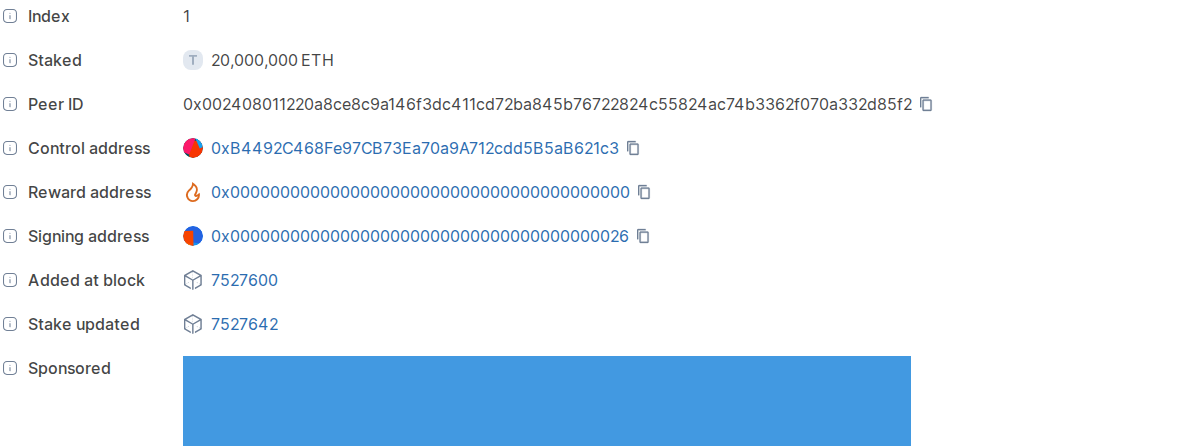 Index 1
Staked T 20,000,000 ETH
Peer ID 0x002408011220a8ce8c9a146f3dc411cd72ba845b76722824c55824ac74b3362f070a332d85f2
Control address 0xB4492C468Fe97CB73Ea70a9A712cdd5B5aB621c3
Reward address 0x0000000000000000000000000000000000000000
Signing address 0x0000000000000000000000000000000000000026
Added at block 7527600
Stake updated 7527642
Sponsored